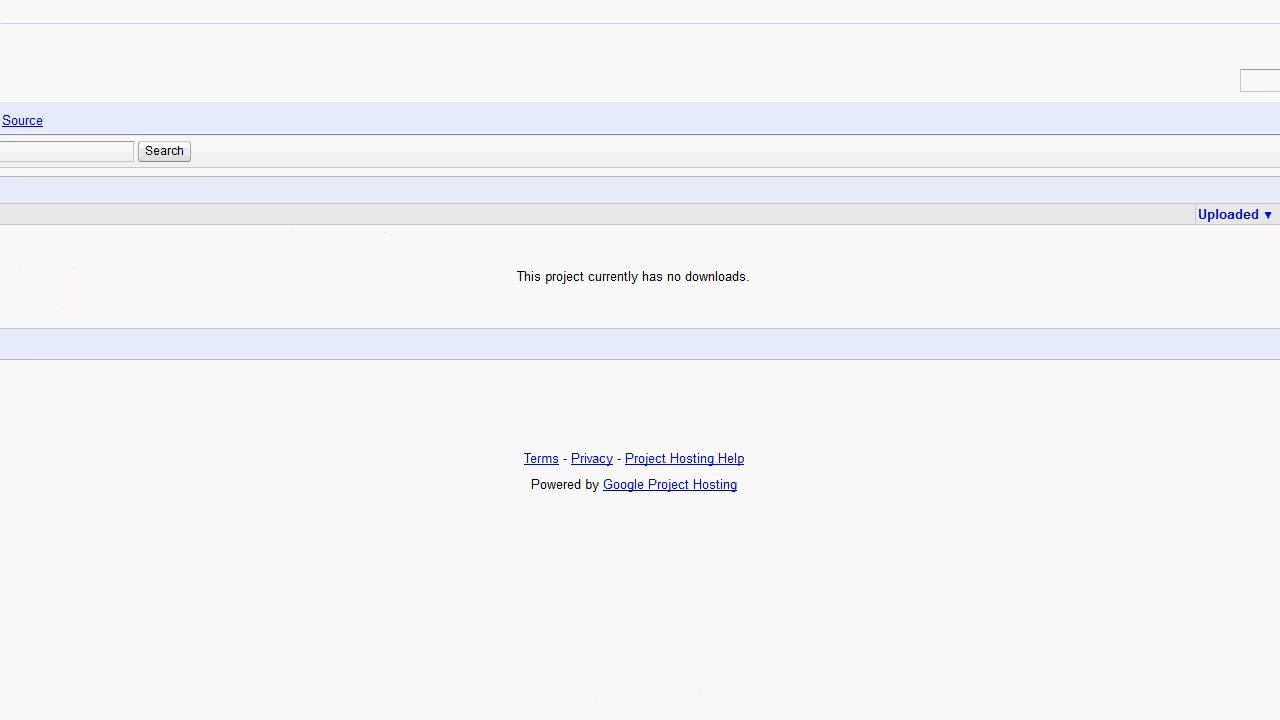 Source
Search
Uploaded ▼
This project currently has no downloads.
Terms - Privacy - Project Hosting Help
Powered by Google Project Hosting